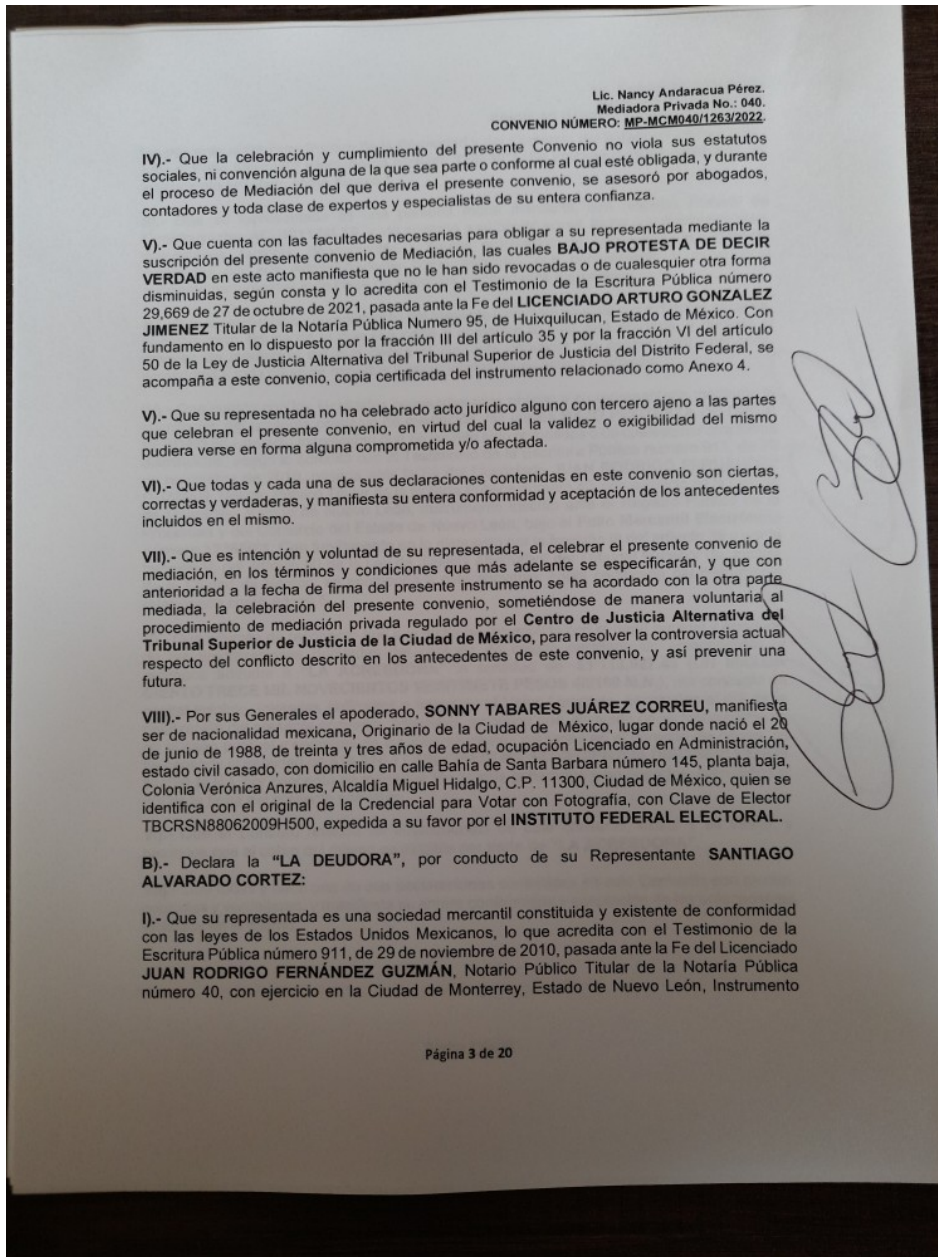 Lic. Nancy Andaracua Pérez.
Mediadora Privada No.: 040.
CONVENIO NÚMERO: MP-MCM040/1263/2022.
IV).- Que la celebración y cumplimiento del presente Convenio no viola sus estatutos
sociales, ni convención alguna de la que sea parte o conforme al cual esté obligada, y durante
el proceso de Mediación del que deriva el presente convenio, se asesoró por abogados,
contadores y toda clase de expertos y especialistas de su entera confianza.
V).- Que cuenta con las facultades necesarias para obligar a su representada mediante la
suscripción del presente convenio de Mediación, las cuales BAJO PROTESTA DE DECIR
VERDAD en este acto manifiesta que no le han sido revocadas o de cualesquier otra forma
disminuidas, según consta y lo acredita con el Testimonio de la Escritura Pública número
29,669 de 27 de octubre de 2021, pasada ante la Fe del LICENCIADO ARTURO GONZALEZ
JIMENEZ Titular de la Notaría Pública Numero 95, de Huixquilucan, Estado de México. Con
fundamento en lo dispuesto por la fracción III del artículo 35 y por la fracción VI del artículo
50 de la Ley de Justicia Alternativa del Tribunal Superior de Justicia del Distrito Federal, se
acompaña a este convenio, copia certificada del instrumento relacionado como Anexo 4.
V).- Que su representada no ha celebrado acto jurídico alguno con tercero ajeno a las partes
que celebran el presente convenio, en virtud del cual la validez o exigibilidad del mismo
pudiera verse en forma alguna comprometida y/o afectada.
VI).- Que todas y cada una de sus declaraciones contenidas en este convenio son ciertas,
correctas y verdaderas, y manifiesta su entera conformidad y aceptación de los antecedentes
incluidos en el mismo.
VII).- Que es intención y voluntad de su representada, el celebrar el presente convenio de
mediación, en los términos y condiciones que más adelante se especificarán, y que con
anterioridad a la fecha de firma del presente instrumento se ha acordado con la otra parte
mediada, la celebración del presente convenio, sometiéndose de manera voluntaria al
procedimiento de mediación privada regulado por el Centro de Justicia Alternativa del
Tribunal Superior de Justicia de la Ciudad de México, para resolver la controversia actual
respecto del conflicto descrito en los antecedentes de este convenio, y así prevenir una
futura.
VIII).- Por sus Generales el apoderado, SONNY TABARES JUÁREZ CORREU, manifiesta
ser de nacionalidad mexicana, Originario de la Ciudad de México, lugar donde nació el 20
de junio de 1988, de treinta y tres años de edad, ocupación Licenciado en Administración,
estado civil casado, con domicilio en calle Bahía de Santa Barbara número 145, planta baja,
Colonia Verónica Anzures, Alcaldía Miguel Hidalgo, C.P. 11300, Ciudad de México, quien se
identifica con el original de la Credencial para Votar con Fotografía, con Clave de Elector
TBCRSN88062009H500, expedida a su favor por el INSTITUTO FEDERAL ELECTORAL.
B).- Declara la “LA DEUDORA”, por conducto de su Representante SANTIAGO
ALVARADO CORTEZ:
I).- Que su representada es una sociedad mercantil constituida y existente de conformidad
con las leyes de los Estados Unidos Mexicanos, lo que acredita con el Testimonio de la
Escritura Pública número 911, de 29 de noviembre de 2010, pasada ante la Fe del Licenciado
JUAN RODRIGO FERNÁNDEZ GUZMÁN, Notario Público Titular de la Notaría Pública
número 40, con ejercicio en la Ciudad de Monterrey, Estado de Nuevo León, Instrumento
Página 3 de 20